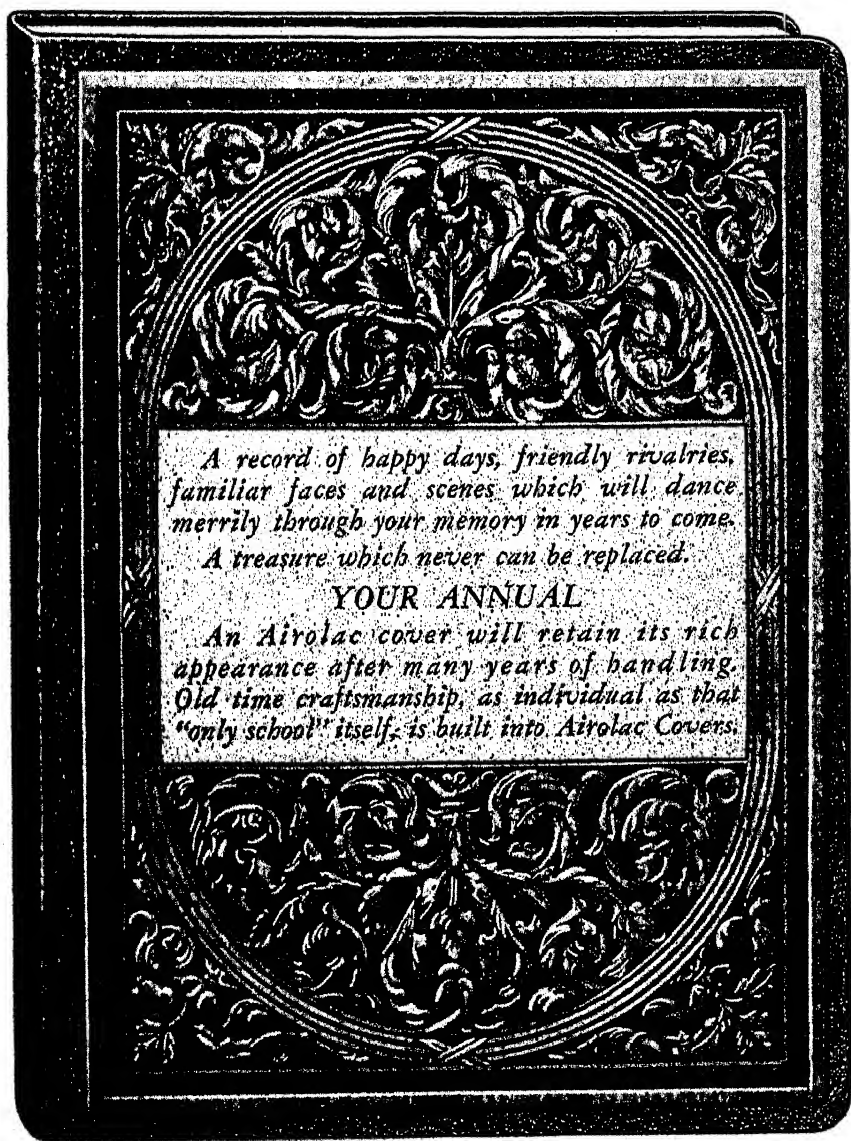 A record of happy days, friendly rivalries,
familiar faces and scenes which will dance
merrily through your memory in years to come.
A treasure which never can be replaced.
YOUR ANNUAL
An Airolac cover will retain its rich
appearance after many years of handling.
Old time craftsmanship, as individual as that
"only school" itself, is built into Airolac Covers.